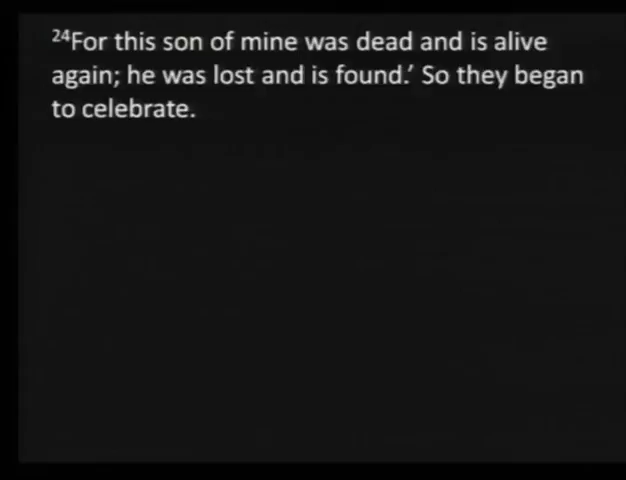 ²⁴For this son of mine was dead and is alive
again; he was lost and is found.’ So they began
to celebrate.